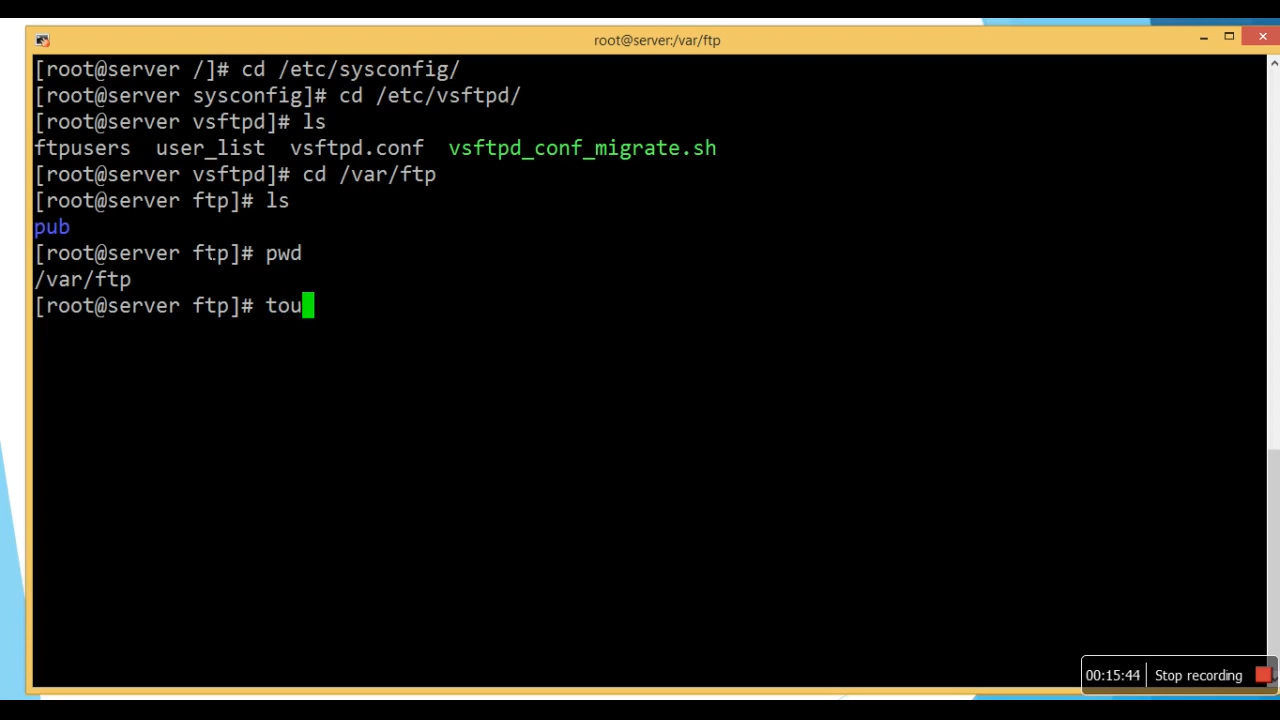 root@server:/var/ftp
[root@server /]# cd /etc/sysconfig/
[root@server sysconfig]# cd /etc/vsftpd/
[root@server vsftpd]# ls
ftpusers  user_list  vsftpd.conf  vsftpd_conf_migrate.sh
[root@server vsftpd]# cd /var/ftp
[root@server ftp]# ls
pub
[root@server ftp]# pwd
/var/ftp
[root@server ftp]# tou
00:15:44 Stop recording